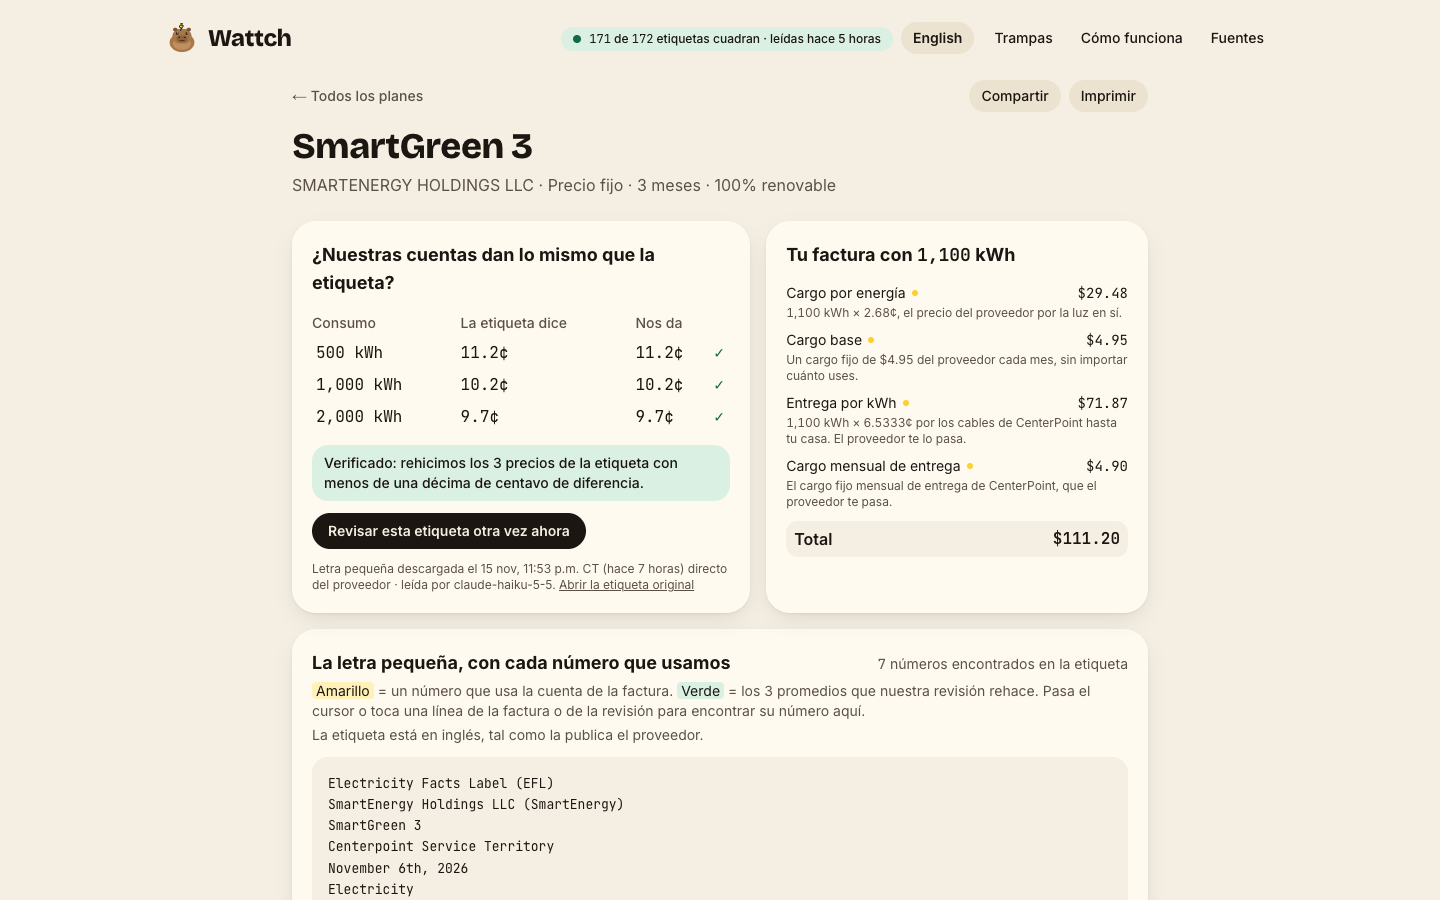 Wattch
171 de 172 etiquetas cuadran · leídas hace 5 horas
English
Trampas
Cómo funciona
Fuentes
← Todos los planes
Compartir
Imprimir
SmartGreen 3
SMARTENERGY HOLDINGS LLC · Precio fijo · 3 meses · 100% renovable
¿Nuestras cuentas dan lo mismo que la
etiqueta?
Consumo La etiqueta dice Nos da
500 kWh 11.2¢ 11.2¢ ✓
1,000 kWh 10.2¢ 10.2¢ ✓
2,000 kWh 9.7¢ 9.7¢ ✓
Verificado: rehicimos los 3 precios de la etiqueta con
menos de una décima de centavo de diferencia.
Revisar esta etiqueta otra vez ahora
Letra pequeña descargada el 15 nov, 11:53 p.m. CT (hace 7 horas) directo
del proveedor · leída por claude-haiku-5-5. Abrir la etiqueta original
Tu factura con 1,100 kWh
Cargo por energía $29.48
1,100 kWh × 2.68¢, el precio del proveedor por la luz en sí.
Cargo base $4.95
Un cargo fijo de $4.95 del proveedor cada mes, sin importar
cuánto uses.
Entrega por kWh $71.87
1,100 kWh × 6.5333¢ por los cables de CenterPoint hasta
tu casa. El proveedor te lo pasa.
Cargo mensual de entrega $4.90
El cargo fijo mensual de entrega de CenterPoint, que el
proveedor te pasa.
Total $111.20
La letra pequeña, con cada número que usamos
7 números encontrados en la etiqueta
Amarillo = un número que usa la cuenta de la factura. Verde = los 3 promedios que nuestra revisión rehace. Pasa el
cursor o toca una línea de la factura o de la revisión para encontrar su número aquí.
La etiqueta está en inglés, tal como la publica el proveedor.
Electricity Facts Label (EFL)
SmartEnergy Holdings LLC (SmartEnergy)
SmartGreen 3
Centerpoint Service Territory
November 6th, 2026
Electricity